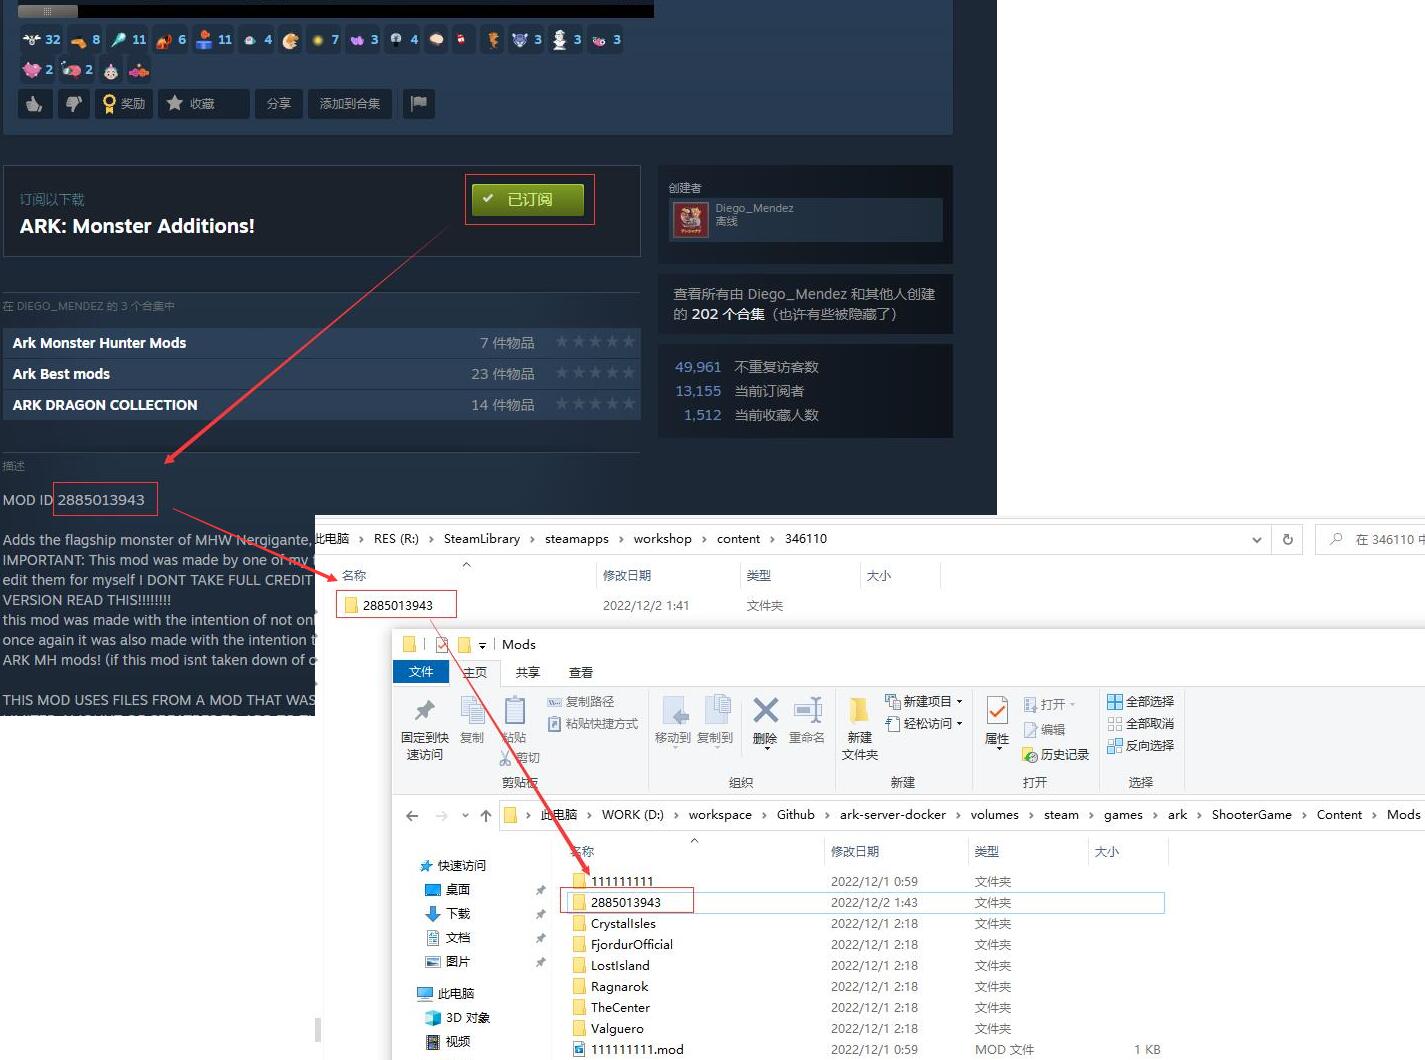 32 8 11 6 11 4 7 3 4 3 3 3
2 2
奖励 收藏 分享 添加到合集
订阅以下载
ARK: Monster Additions!
已订阅
创建者
Diego_Mendez
离线
查看所有由 Diego_Mendez 和其他人创建
的 202 个合集（也许有些被隐藏了）
49,961 不重复访客数
13,155 当前订阅者
1,512 当前收藏人数
在 DIEGO_MENDEZ 的 3 个合集中
Ark Monster Hunter Mods 7 件物品
Ark Best mods 23 件物品
ARK DRAGON COLLECTION 14 件物品
描述
MOD ID 2885013943
Adds the flagship monster of MHW Nergigante,
IMPORTANT: This mod was made by one of my f
edit them for myself I DONT TAKE FULL CREDIT
VERSION READ THIS!!!!!!!!
this mod was made with the intention of not onl
once again it was also made with the intention t
ARK MH mods! (if this mod isnt taken down of c
THIS MOD USES FILES FROM A MOD THAT WAS
此电脑 › RES (R:) › SteamLibrary › steamapps › workshop › content › 346110
在 346110 中
名称 修改日期 类型 大小
2885013943 2022/12/2 1:41 文件夹
Mods
文件 主页 共享 查看
固定到快速访问
复制
粘贴
复制路径
粘贴快捷方式
剪切
剪贴板
移动到 复制到 删除 重命名
组织
新建文件夹
新建项目
轻松访问
新建
属性
打开
编辑
历史记录
打开
全部选择
全部取消
反向选择
选择
此电脑 › WORK (D:) › workspace › Github › ark-server-docker › volumes › steam › games › ark › ShooterGame › Content › Mods
快速访问
桌面
下载
文档
图片
此电脑
3D 对象
视频
名称 修改日期 类型 大小
111111111 2022/12/1 0:59 文件夹
2885013943 2022/12/2 1:43 文件夹
CrystalIsles 2022/12/1 2:18 文件夹
FjordurOfficial 2022/12/1 2:18 文件夹
LostIsland 2022/12/1 2:18 文件夹
Ragnarok 2022/12/1 2:18 文件夹
TheCenter 2022/12/1 2:18 文件夹
Valguero 2022/12/1 2:18 文件夹
111111111.mod 2022/12/1 0:59 MOD 文件 1 KB